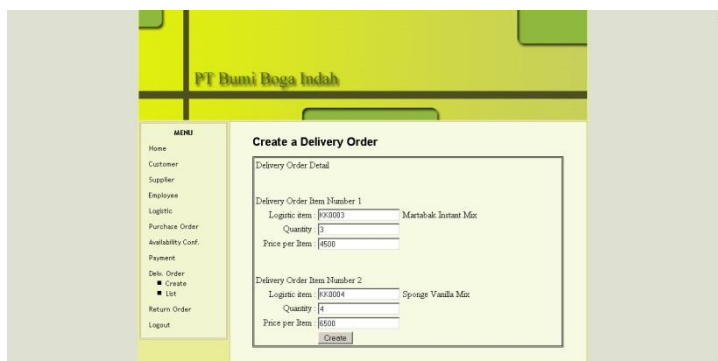 PT Bumi Boga Indah
MENU
Home
Customer
Supplier
Employee
Logistic
Purchase Order
Availability Conf.
Payment
Deliv. Order
Create
List
Return Order
Logout
Create a Delivery Order
Delivery Order Detail
Delivery Order Item Number 1
Logistic item : KK0003 Martabak Instant Mix
Quantity : 3
Price per Item : 4500
Delivery Order Item Number 2
Logistic item : KK0004 Sponge Vanilla Mix
Quantity : 4
Price per Item : 6500
Create